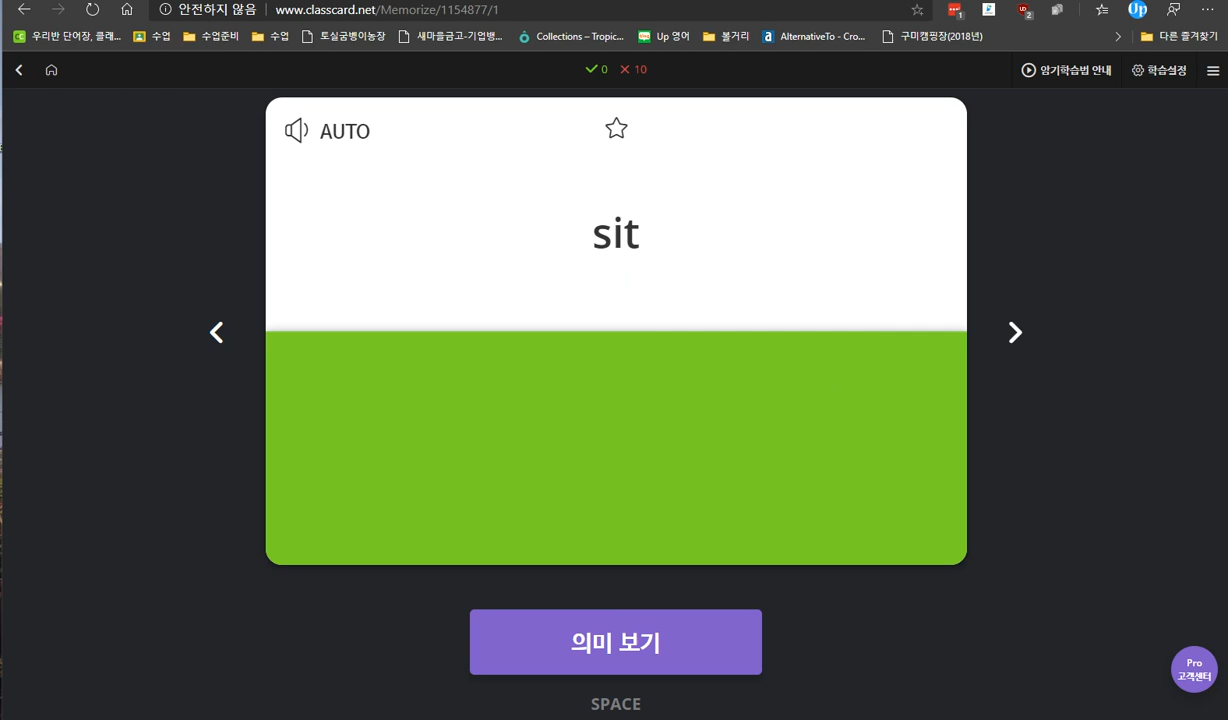 안전하지 않음 www.classcard.net/Memorize/1154877/1
우리반 단어장, 클래... 수업 수업준비 수업 토실굼벵이농장 새마을금고-기업뱅... Collections – Tropic... Up 영어 볼거리 AlternativeTo - Cro... 구미캠핑장(2018년) 다른 즐겨찾기
0 10 암기학습법 안내 학습설정
AUTO
sit
의미 보기
SPACE
Pro
고객센터